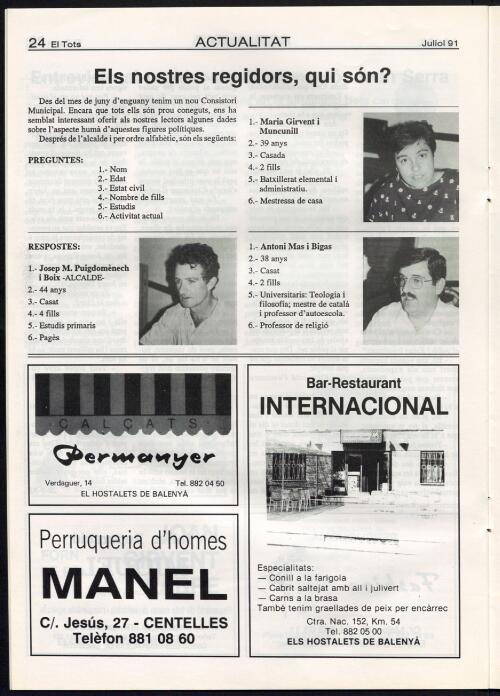 24 El Tots
ACTUALITAT
Juliol 91
Els nostres regidors, qui són?
Des del mes de juny d'enguany tenim un nou Consistori
Municipal. Encara que tots ells són prou coneguts, ens ha
semblat interessant oferir als nostres lectors algunes dades
sobre l'aspecte humà d'aquestes figures polítiques.
Després de l'alcalde i per ordre alfabètic, són els següents:
PREGUNTES:
1.- Nom
2.- Edat
3.- Estat civil
4.- Nombre de fills
5.- Estudis
6.- Activitat actual
RESPOSTES:
1.- Josep M. Puigdomènech
i Boix -ALCALDE-
2.- 44 anys
3.- Casat
4.- 4 fills
5.- Estudis primaris
6.- Pagès
1.- Maria Girvent i
Muncunill
2.- 39 anys
3.- Casada
4.- 2 fills
5.- Batxillerat elemental i
administratiu.
6.- Mestressa de casa
1.- Antoni Mas i Bigas
2.- 38 anys
3.- Casat
4.- 2 fills
5.- Universitaris: Teologia i
filosofia; mestre de català
i professor d'autoescola.
6.- Professor de religió
CALÇATS
Permanyer
Verdaguer, 14
Tel. 882 04 50
EL HOSTALETS DE BALENYÀ
Perruqueria d'homes
MANEL
C/. Jesús, 27 - CENTELLES
Telèfon 881 08 60
Bar-Restaurant
INTERNACIONAL
Especialitats:
— Conill a la farigola
— Cabrit saltejat amb all i julivert
— Carns a la brasa
També tenim graellades de peix per encàrrec
Ctra. Nac. 152, Km. 54
Tel. 882 05 00
ELS HOSTALETS DE BALENYÀ